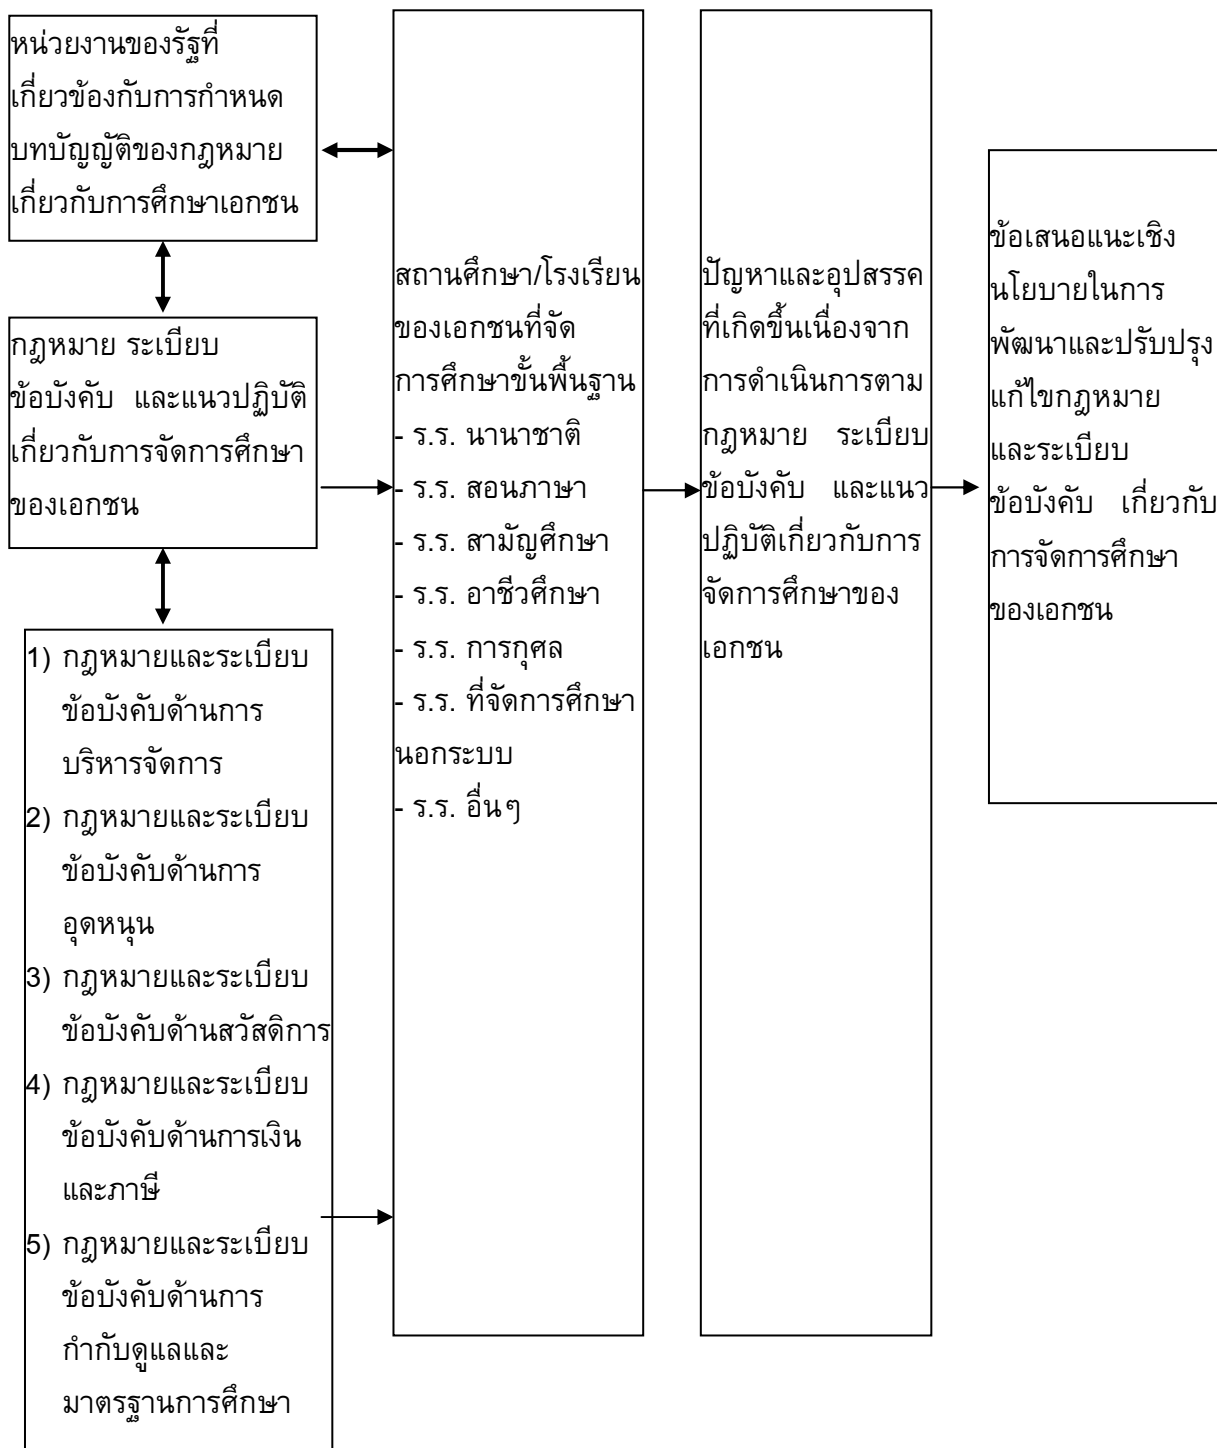 หน่วยงานของรัฐที่
เกี่ยวข้องกับการกำหนด
บทบัญญัติของกฎหมาย
เกี่ยวกับการศึกษาเอกชน
กฎหมาย ระเบียบ
ข้อบังคับ และแนวปฏิบัติ
เกี่ยวกับการจัดการศึกษา
ของเอกชน
1) กฎหมายและระเบียบ
ข้อบังคับด้านการ
บริหารจัดการ
2) กฎหมายและระเบียบ
ข้อบังคับด้านการ
อุดหนุน
3) กฎหมายและระเบียบ
ข้อบังคับด้านสวัสดิการ
4) กฎหมายและระเบียบ
ข้อบังคับด้านการเงิน
และภาษี
5) กฎหมายและระเบียบ
ข้อบังคับด้านการ
กำกับดูแลและ
มาตรฐานการศึกษา
สถานศึกษา/โรงเรียน
ของเอกชนที่จัด
การศึกษาขั้นพื้นฐาน
- ร.ร. นานาชาติ
- ร.ร. สอนภาษา
- ร.ร. สามัญศึกษา
- ร.ร. อาชีวศึกษา
- ร.ร. การกุศล
- ร.ร. ที่จัดการศึกษา
นอกระบบ
- ร.ร. อื่นๆ
ปัญหาและอุปสรรค
ที่เกิดขึ้นเนื่องจาก
การดำเนินการตาม
กฎหมาย ระเบียบ
ข้อบังคับ และแนว
ปฏิบัติเกี่ยวกับการ
จัดการศึกษาของ
เอกชน
ข้อเสนอแนะเชิง
นโยบายในการ
พัฒนาและปรับปรุง
แก้ไขกฎหมาย
และระเบียบ
ข้อบังคับ เกี่ยวกับ
การจัดการศึกษา
ของเอกชน